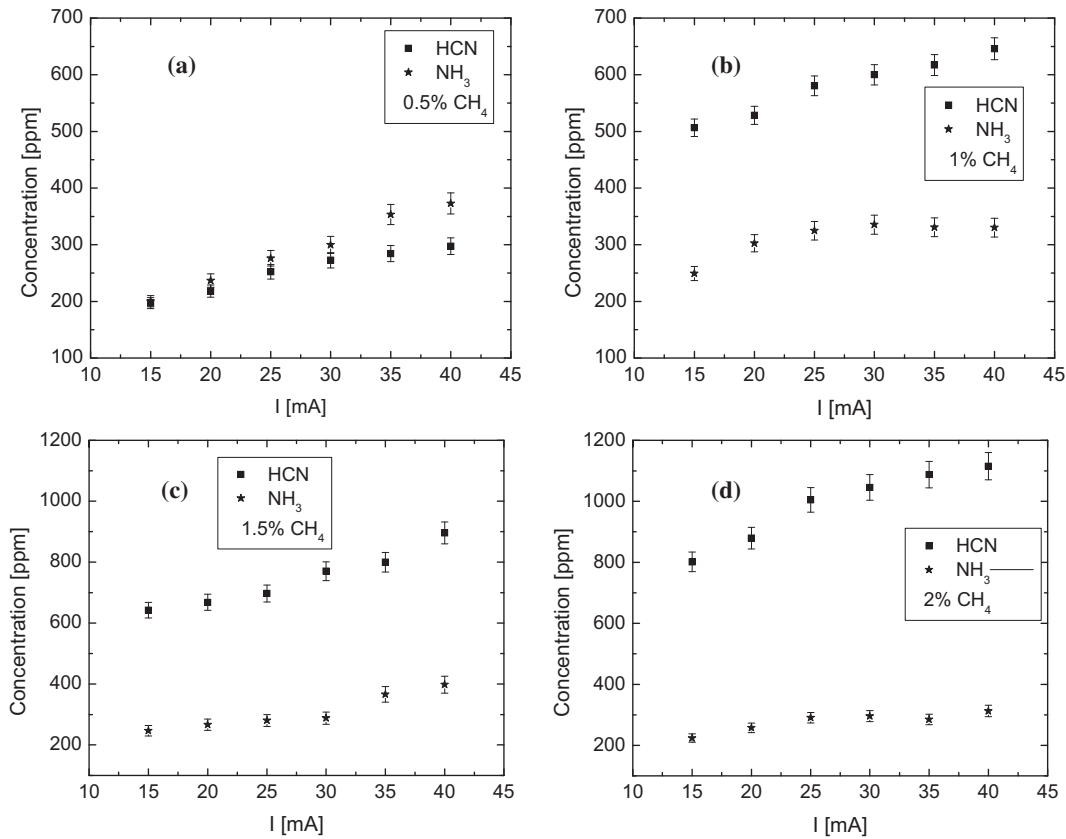 700
600
500
400
300
200
100
Concentration [ppm]
(a)
HCN
NH₃
0.5% CH₄
10 15 20 25 30 35 40 45
I [mA]
700
600
500
400
300
200
100
Concentration [ppm]
(b)
HCN
NH₃
1% CH₄
10 15 20 25 30 35 40 45
I [mA]
1200
1000
800
600
400
200
Concentration [ppm]
(c)
HCN
NH₃
1.5% CH₄
10 15 20 25 30 35 40 45
I [mA]
1200
1000
800
600
400
200
Concentration [ppm]
(d)
HCN
NH₃
2% CH₄
10 15 20 25 30 35 40 45
I [mA]